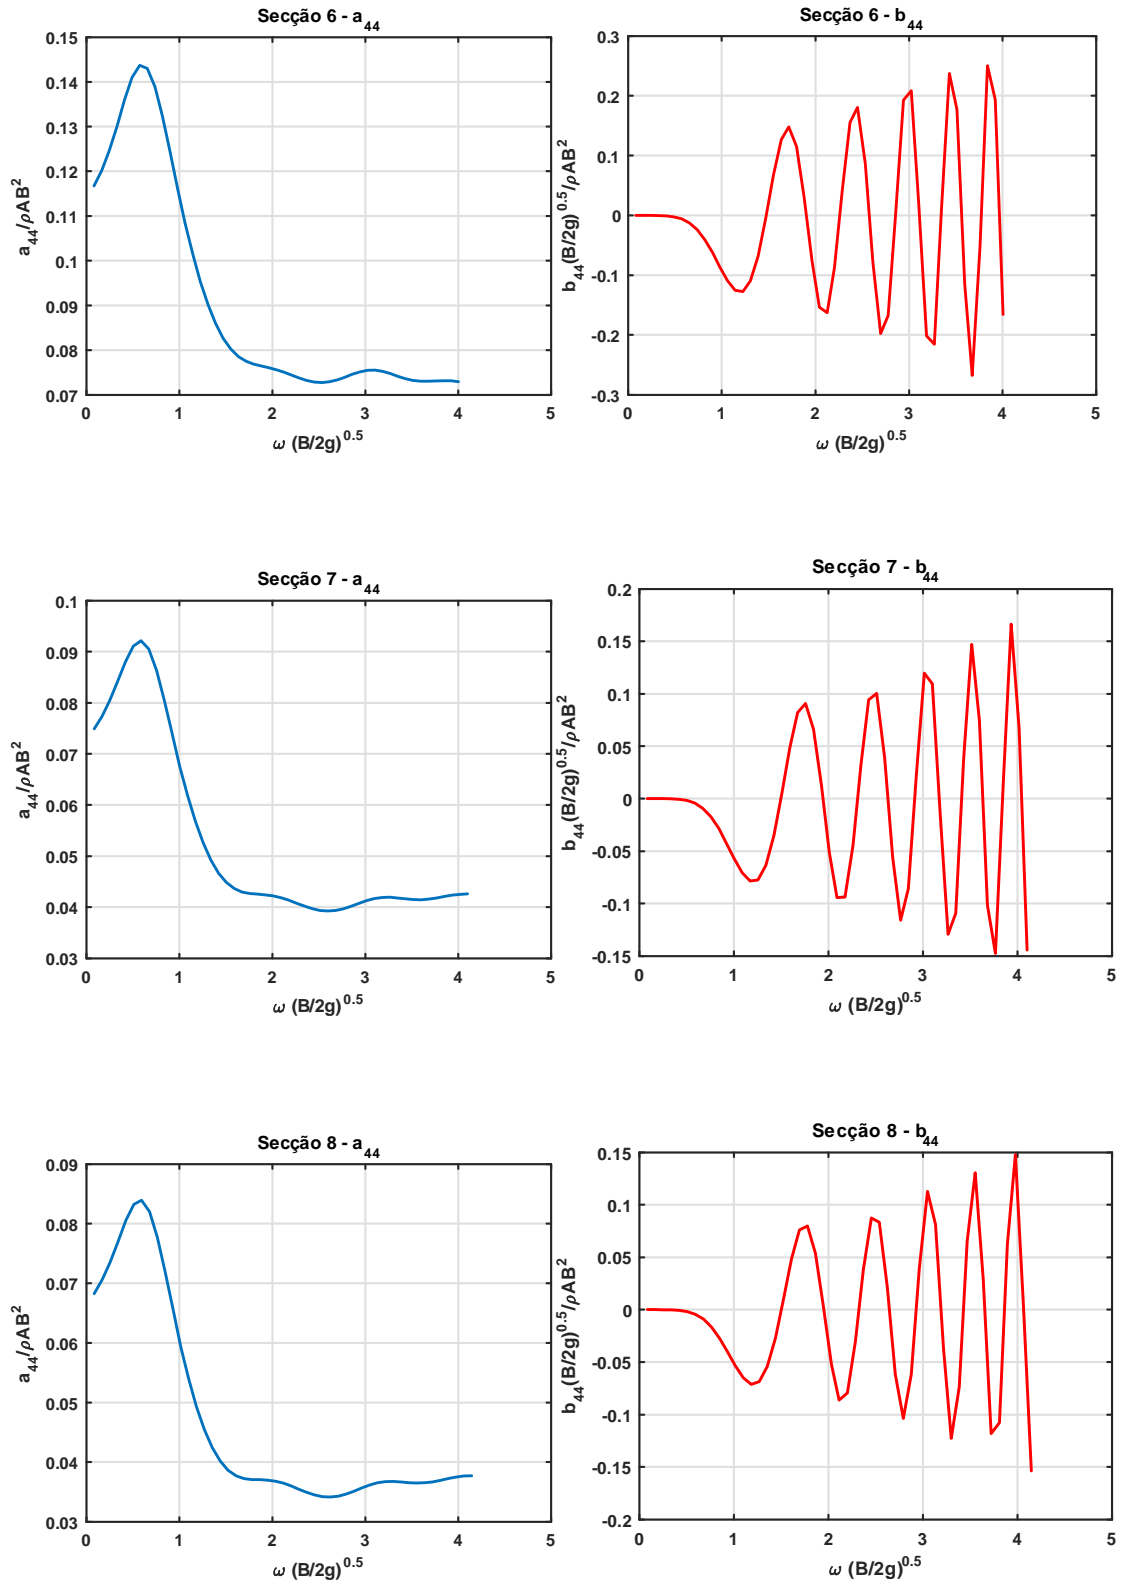 Secção 6 - a44
0.15
0.14
0.13
0.12
0.11
0.1
0.09
0.08
0.07
a44/ρAB²
0 1 2 3 4 5
ω (B/2g)^0.5
Secção 6 - b44
0.3
0.2
0.1
0
-0.1
-0.2
-0.3
b44(B/2g)^0.5/ρAB²
0 1 2 3 4 5
ω (B/2g)^0.5
Secção 7 - a44
0.1
0.09
0.08
0.07
0.06
0.05
0.04
0.03
a44/ρAB²
0 1 2 3 4 5
ω (B/2g)^0.5
Secção 7 - b44
0.2
0.15
0.1
0.05
0
-0.05
-0.1
-0.15
b44(B/2g)^0.5/ρAB²
0 1 2 3 4 5
ω (B/2g)^0.5
Secção 8 - a44
0.09
0.08
0.07
0.06
0.05
0.04
0.03
a44/ρAB²
0 1 2 3 4 5
ω (B/2g)^0.5
Secção 8 - b44
0.15
0.1
0.05
0
-0.05
-0.1
-0.15
-0.2
b44(B/2g)^0.5/ρAB²
0 1 2 3 4 5
ω (B/2g)^0.5